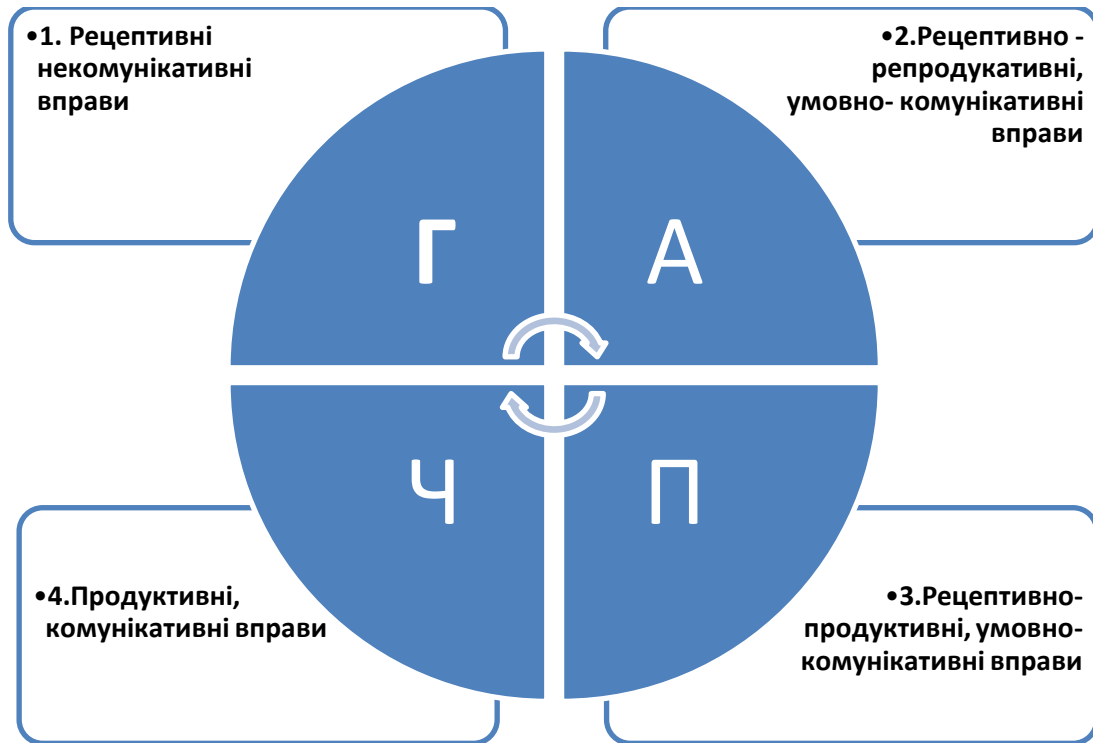 •1. Рецептивні
некомунікативні
вправи
•2.Рецептивно -
репродукативні,
умовно- комунікативні
вправи
Г
А
Ч
П
•4.Продуктивні,
комунікативні вправи
•3.Рецептивно-
продуктивні, умовно-
комунікативні вправи